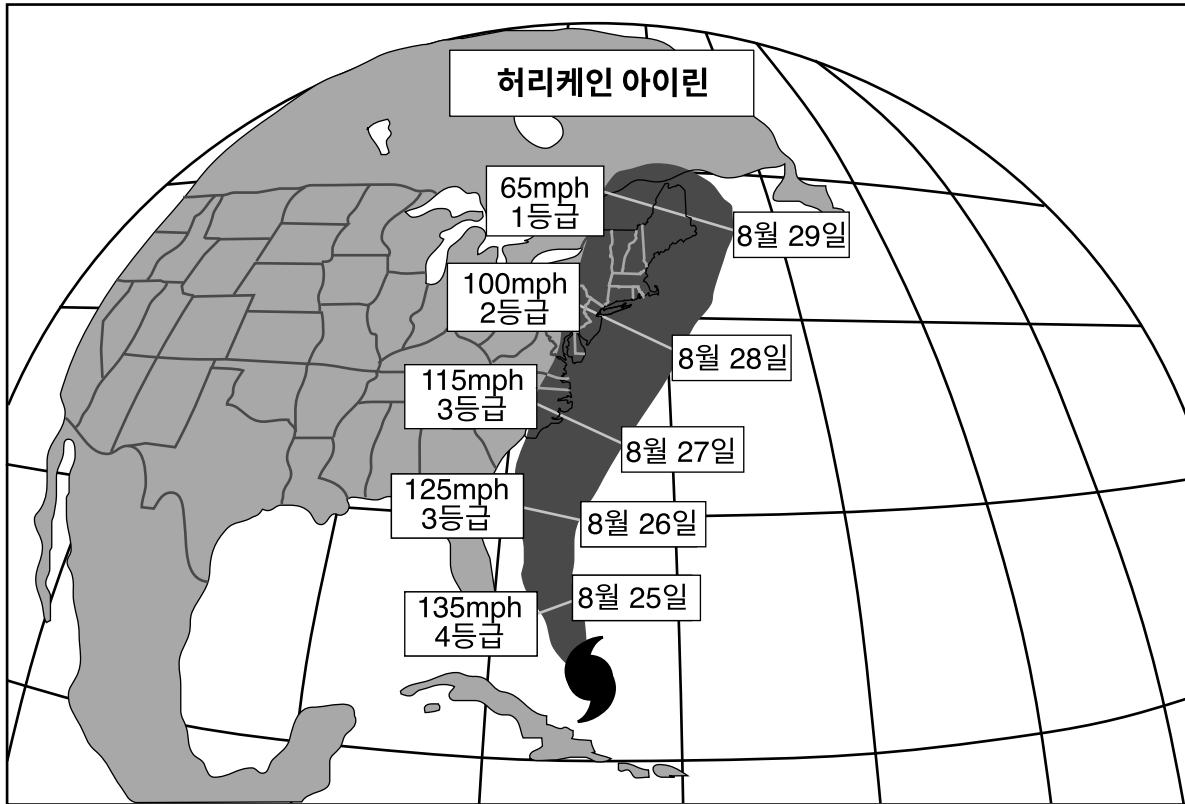 허리케인 아이린
65mph
1등급
8월 29일
100mph
2등급
8월 28일
115mph
3등급
8월 27일
125mph
3등급
8월 26일
135mph
4등급
8월 25일